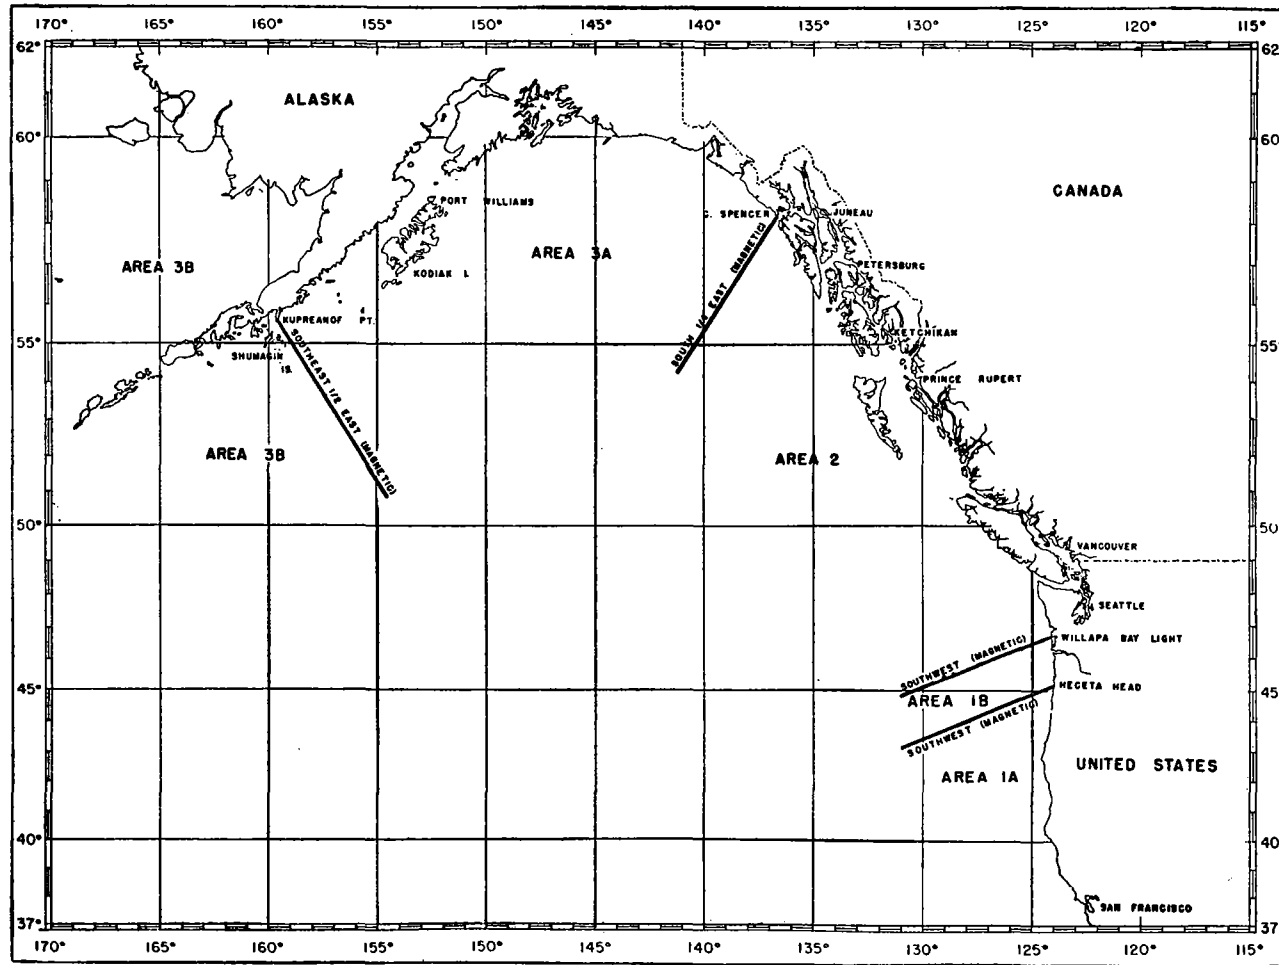 170° 165° 160° 155° 150° 145° 140° 135° 130° 125° 120° 115°
62° 62
ALASKA
60° 60
CANADA
PORT WILLIAMS
C. SPENCER
JUNEAU
SOUTH 1/4 EAST (MAGNETIC)
AREA 3B
AREA 3A
PETERSBURG
KODIAK I.
KUPREANOF PT.
KETCHIKAN
55° 55°
SHUMAGIN
IS.
SOUTHEAST 1/2 EAST (MAGNETIC)
PRINCE RUPERT
AREA 3B
AREA 2
50° 50
VANCOUVER
SEATTLE
SOUTHWEST (MAGNETIC)
WILLAPA BAY LIGHT
45° 45
HECETA HEAD
AREA 1B
SOUTHWEST (MAGNETIC)
AREA 1A
UNITED STATES
40° 40
SAN FRANCISCO
37° 37
170° 165° 160° 155° 150° 145° 140° 135° 130° 125° 120° 115°